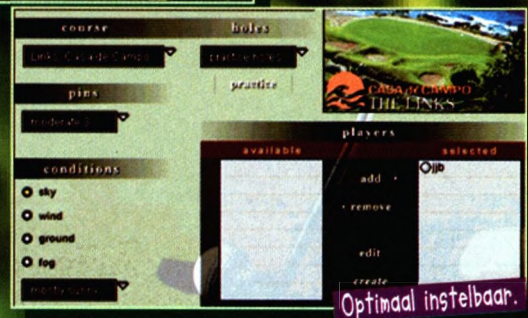 course
holes
Links, Casa de Campo
practice holes
practice
CASA de CAMPO
THE LINKS
pins
moderate 3
players
available
selected
jjb
add
remove
edit
create
conditions
sky
wind
ground
fog
mostly sunny
Optimaal instelbaar.